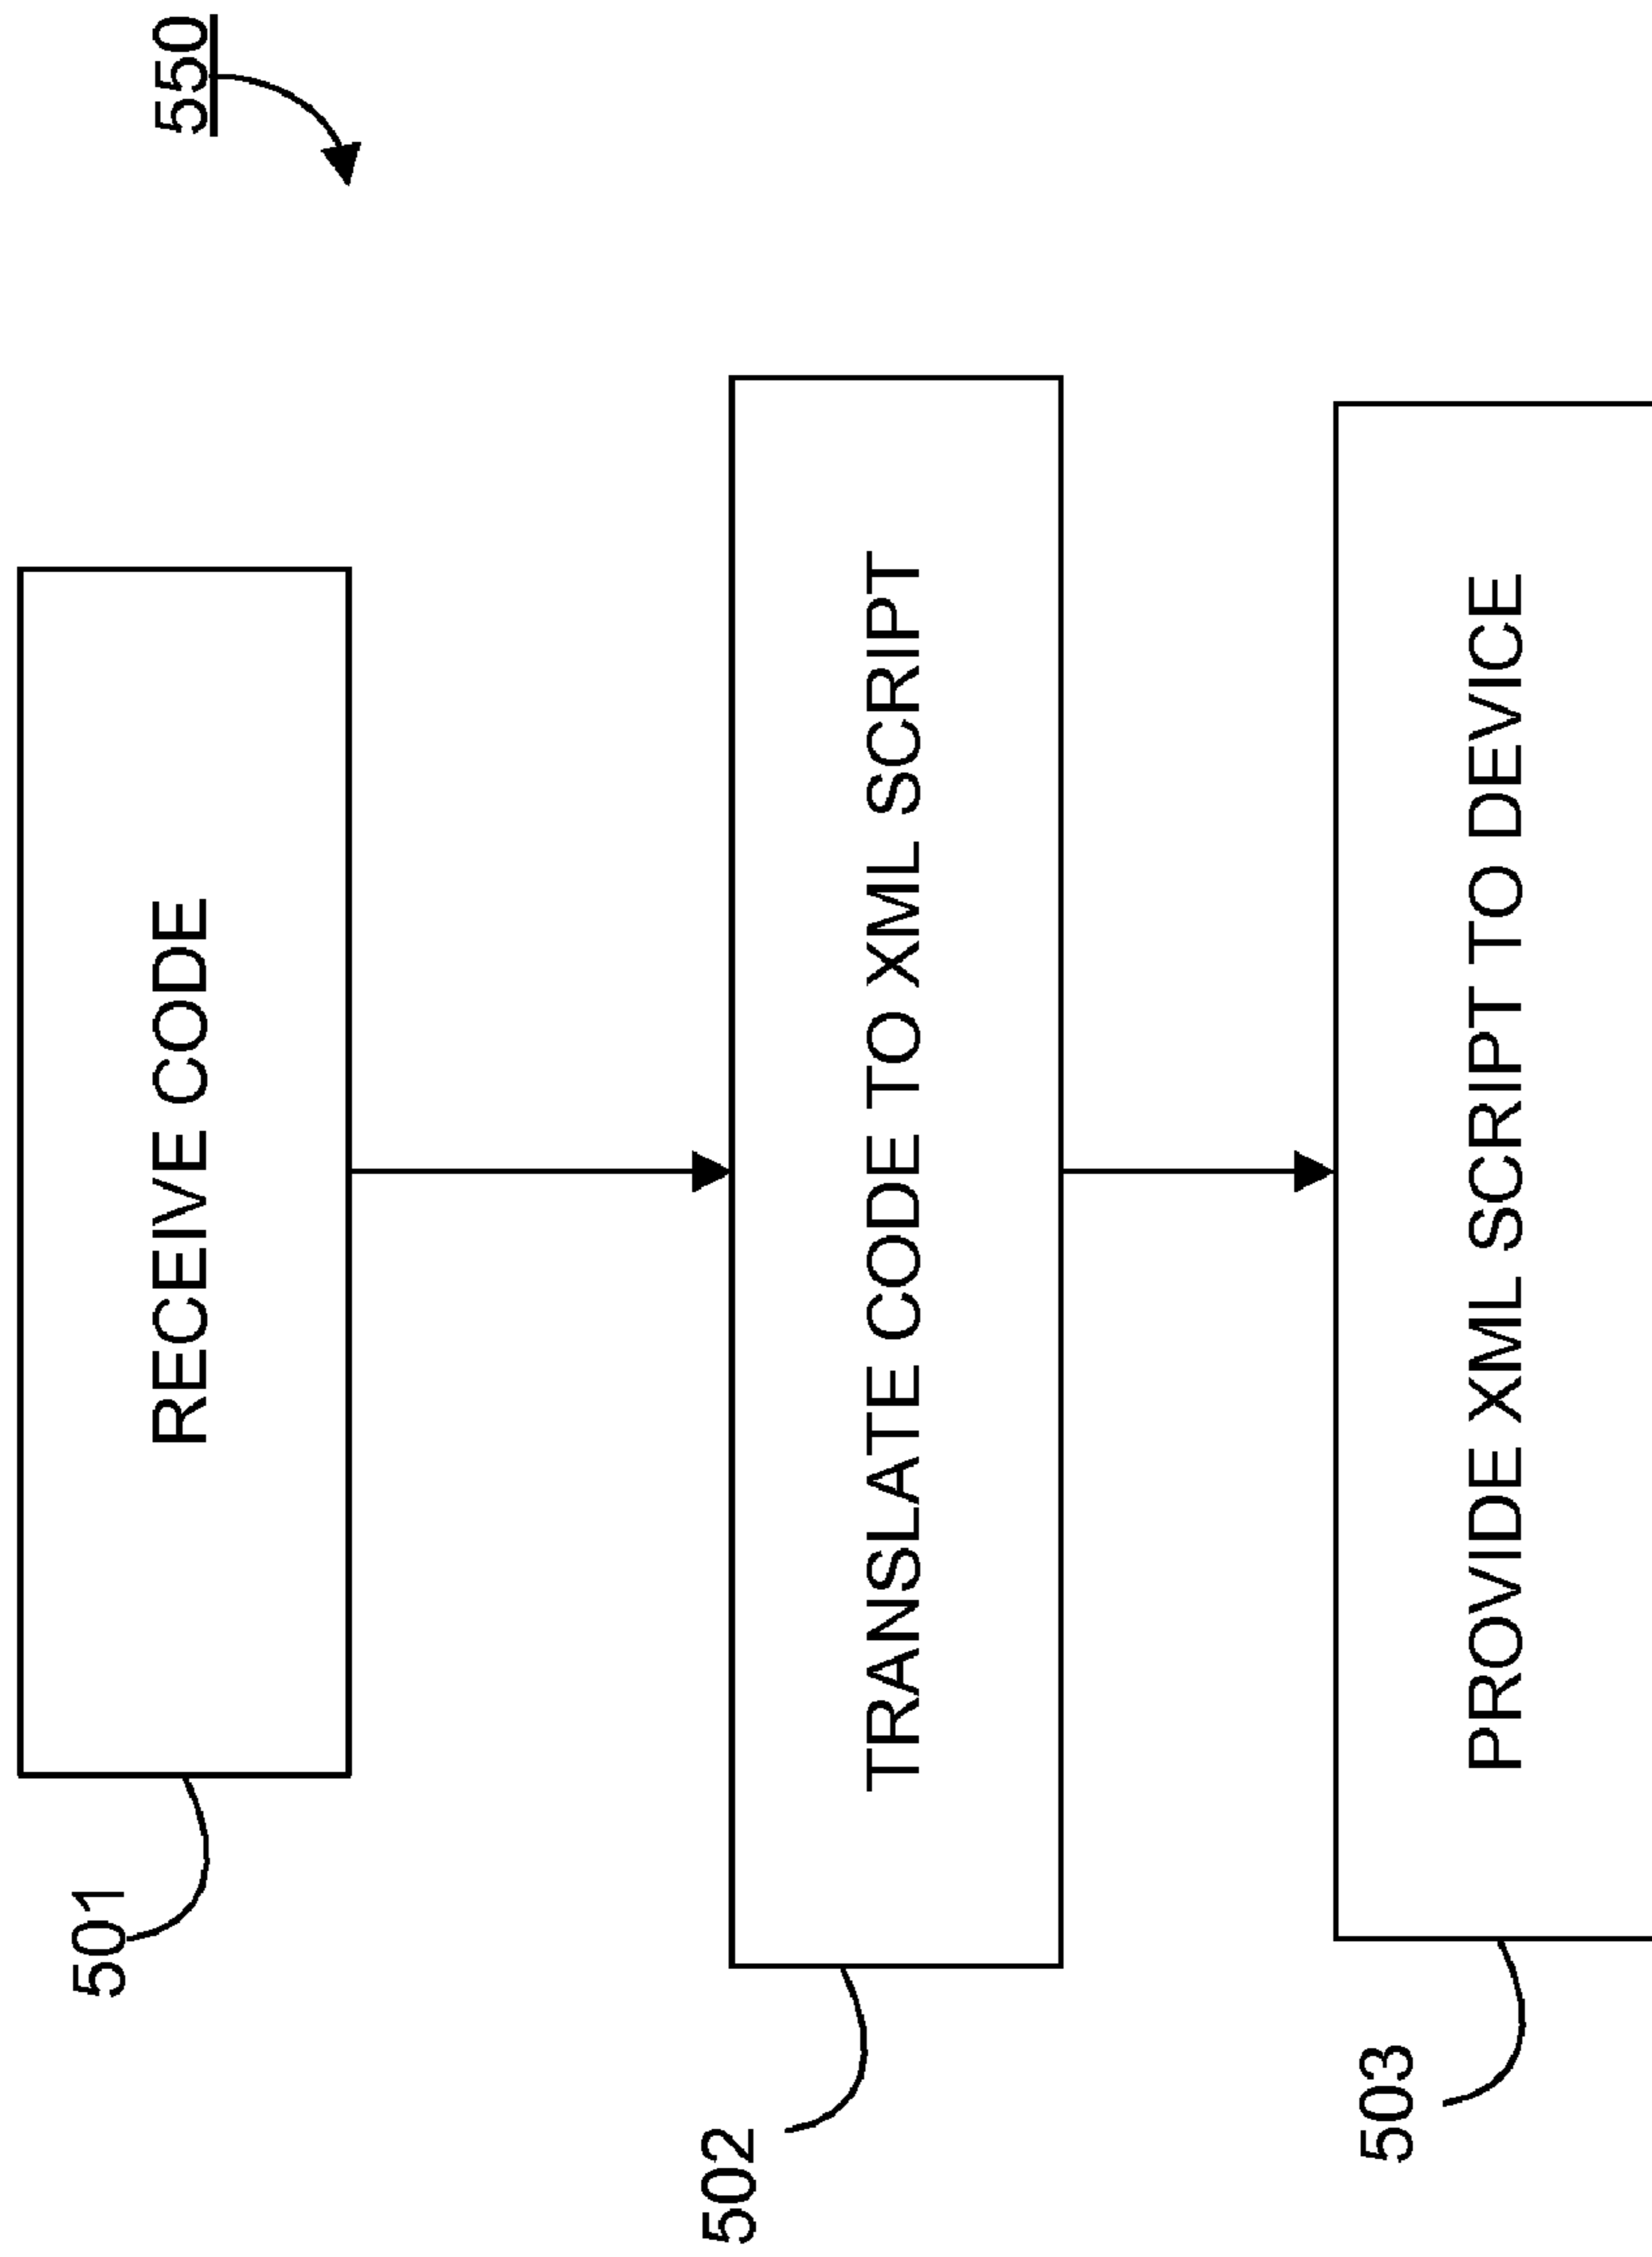 550
501
RECEIVE CODE
502
TRANSLATE CODE TO XML SCRIPT
503
PROVIDE XML SCRIPT TO DEVICE